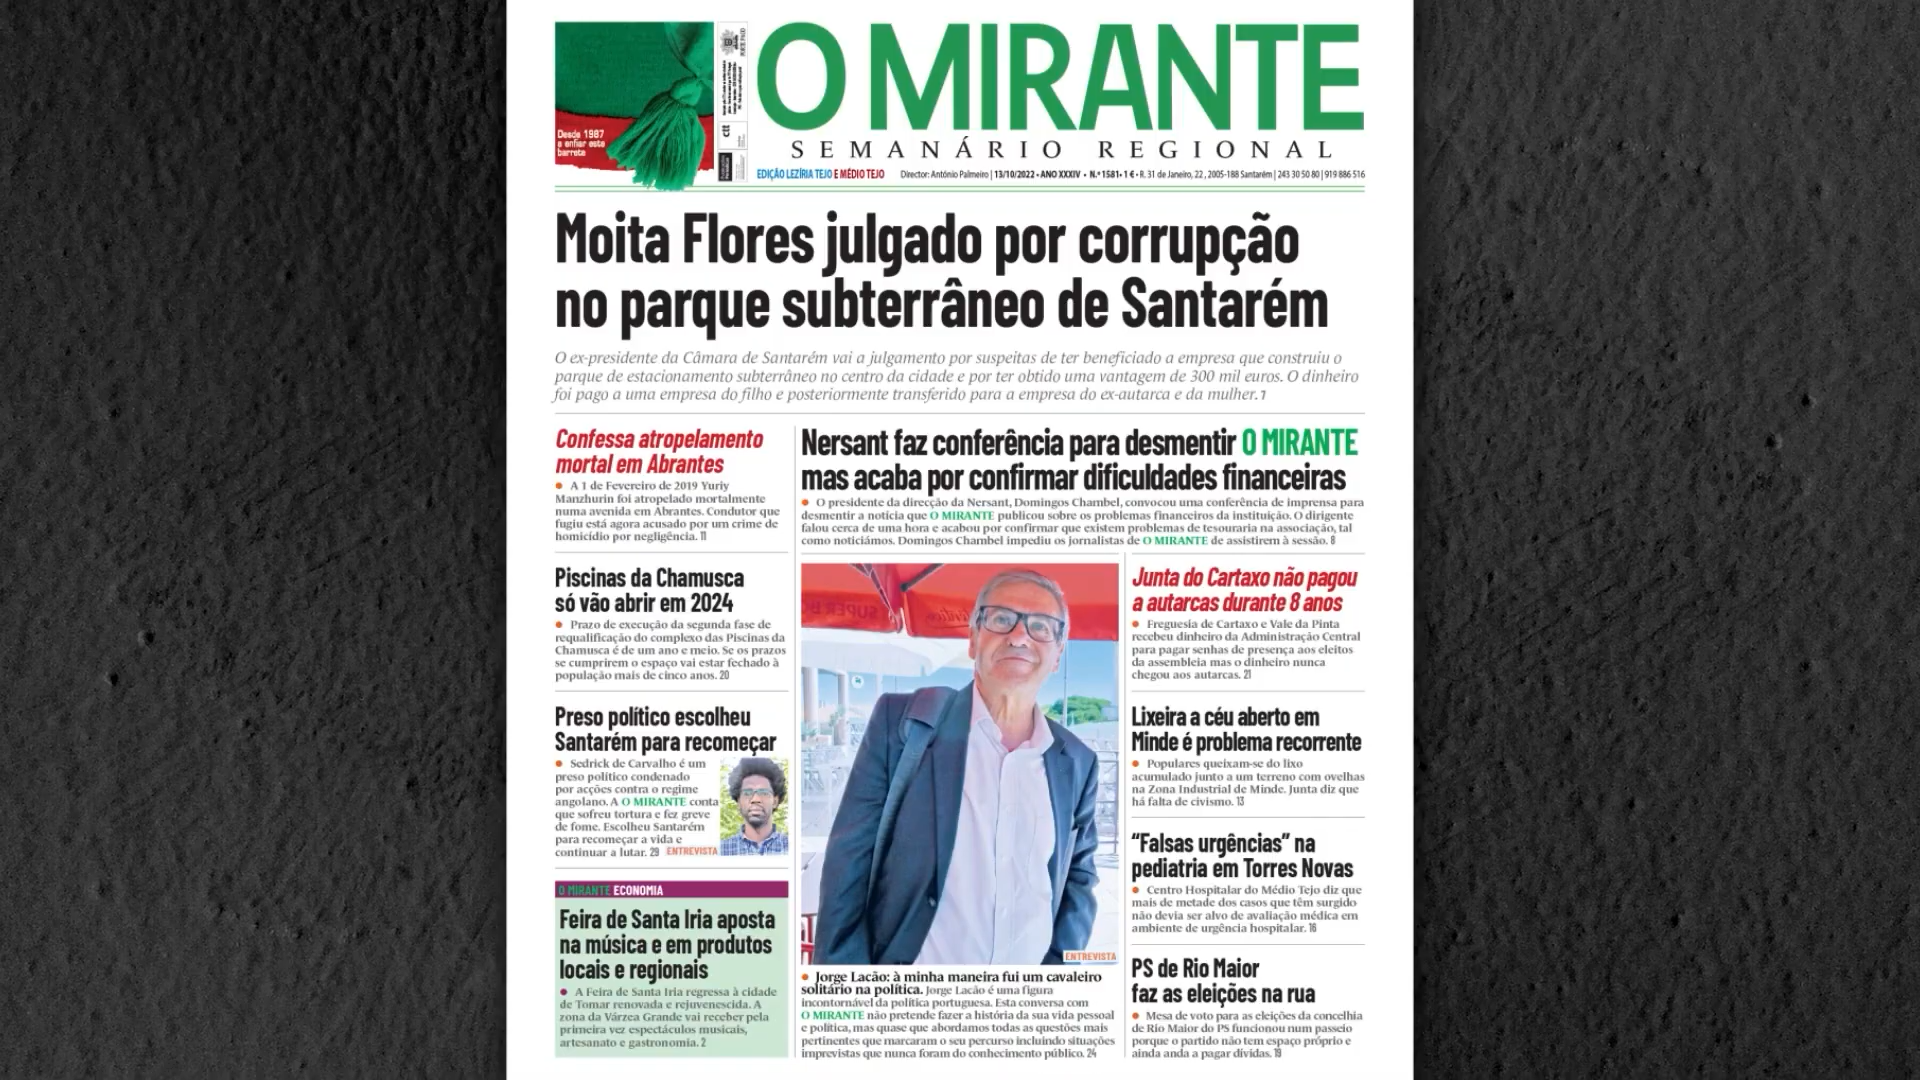 O MIRANTE
SEMANÁRIO REGIONAL
Desde 1987
a enfiar esta
barrete
EDIÇÃO LEZÍRIA TEJO E MÉDIO TEJO
Director: António Palmeiro | 13/10/2022 • ANO XXXIV • N.º 1581 • 1 € • R. 31 de Janeiro, 22, 2005-188 Santarém | 243 30 50 80 | 919 886 516
Moita Flores julgado por corrupção
no parque subterrâneo de Santarém
O ex-presidente da Câmara de Santarém vai a julgamento por suspeitas de ter beneficiado a empresa que construiu o
parque de estacionamento subterrâneo no centro da cidade e por ter obtido uma vantagem de 300 mil euros. O dinheiro
foi pago a uma empresa do filho e posteriormente transferido para a empresa do ex-autarca e da mulher. 7
Confessa atropelamento
mortal em Abrantes
• A 1 de Fevereiro de 2019 Yuriy
Manzhurin foi atropelado mortalmente
numa avenida em Abrantes. Condutor que
fugiu está agora acusado por um crime de
homicídio por negligência. 11
Piscinas da Chamusca
só vão abrir em 2024
• Prazo de execução da segunda fase de
requalificação do complexo das Piscinas da
Chamusca é de um ano e meio. Se os prazos
se cumprirem o espaço vai estar fechado à
população mais de cinco anos. 20
Preso político escolheu
Santarém para recomeçar
• Sedrick de Carvalho é um
preso político condenado
por acções contra o regime
angolano. A O MIRANTE conta
que sofreu tortura e fez greve
de fome. Escolheu Santarém
para recomeçar a vida e
continuar a lutar. 29 ENTREVISTA
O MIRANTE ECONOMIA
Feira de Santa Iria aposta
na música e em produtos
locais e regionais
• A Feira de Santa Iria regressa à cidade
de Tomar renovada e rejuvenescida. A
zona da Várzea Grande vai receber pela
primeira vez espectáculos musicais,
artesanato e gastronomia. 2
Nersant faz conferência para desmentir O MIRANTE
mas acaba por confirmar dificuldades financeiras
• O presidente da direcção da Nersant, Domingos Chambel, convocou uma conferência de imprensa para
desmentir a notícia que O MIRANTE publicou sobre os problemas financeiros da instituição. O dirigente
falou cerca de uma hora e acabou por confirmar que existem problemas de tesouraria na associação, tal
como noticiámos. Domingos Chambel impediu os jornalistas de O MIRANTE de assistirem à sessão. 8
ENTREVISTA
• Jorge Lacão: à minha maneira fui um cavaleiro
solitário na política. Jorge Lacão é uma figura
incontornável da política portuguesa. Esta conversa com
O MIRANTE não pretende fazer a história da sua vida pessoal
e política, mas quase que abordamos todas as questões mais
pertinentes que marcaram o seu percurso incluindo situações
imprevistas que nunca foram do conhecimento público. 24
Junta do Cartaxo não pagou
a autarcas durante 8 anos
• Freguesia de Cartaxo e Vale da Pinta
recebeu dinheiro da Administração Central
para pagar senhas de presença aos eleitos
da assembleia mas o dinheiro nunca
chegou aos autarcas. 21
Lixeira a céu aberto em
Minde é problema recorrente
• Populares queixam-se do lixo
acumulado junto a um terreno com ovelhas
na Zona Industrial de Minde. Junta diz que
há falta de civismo. 13
“Falsas urgências” na
pediatria em Torres Novas
• Centro Hospitalar do Médio Tejo diz que
mais de metade dos casos que têm surgido
não devia ser alvo de avaliação médica em
ambiente de urgência hospitalar. 16
PS de Rio Maior
faz as eleições na rua
• Mesa de voto para as eleições da concelhia
de Rio Maior do PS funcionou num passeio
porque o partido não tem espaço próprio e
ainda anda a pagar dívidas. 19